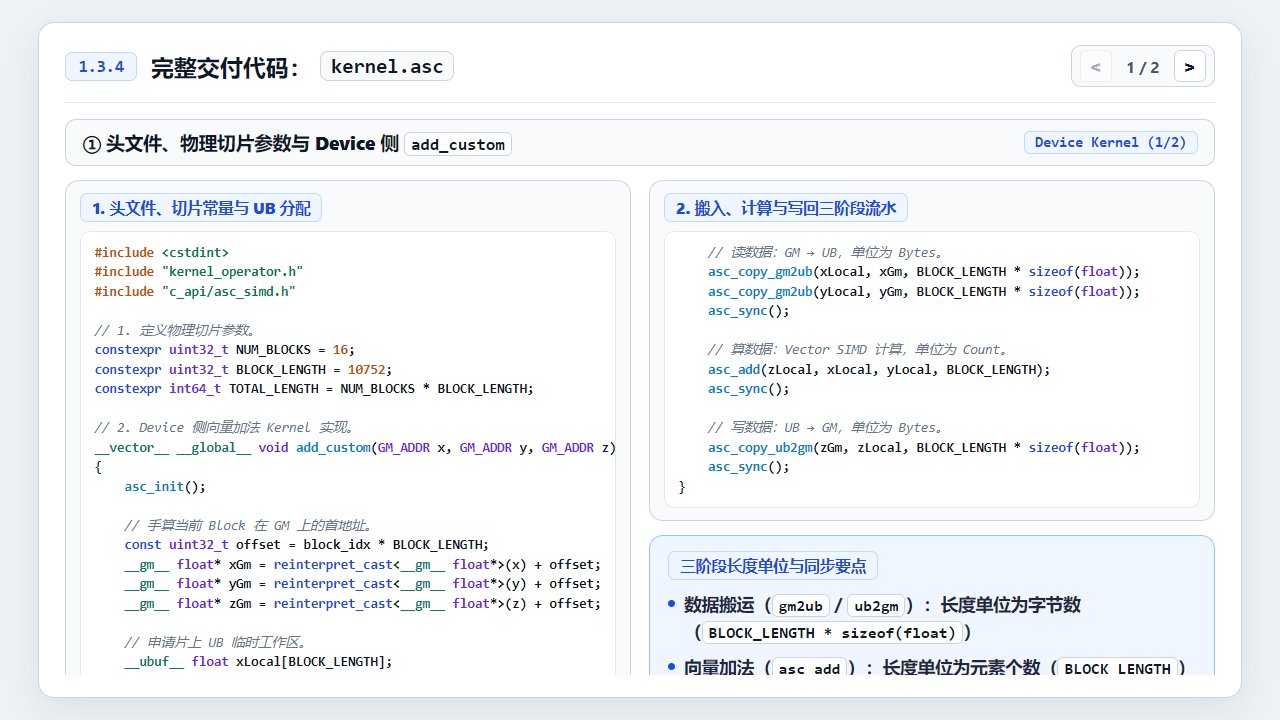 1.3.4 完整交付代码： kernel.asc < 1 / 2 >
① 头文件、物理切片参数与 Device 侧 add_custom Device Kernel (1/2)
1. 头文件、切片常量与 UB 分配
#include <cstdint>
#include "kernel_operator.h"
#include "c_api/asc_simd.h"
// 1. 定义物理切片参数。
constexpr uint32_t NUM_BLOCKS = 16;
constexpr uint32_t BLOCK_LENGTH = 10752;
constexpr int64_t TOTAL_LENGTH = NUM_BLOCKS * BLOCK_LENGTH;
// 2. Device 侧向量加法 Kernel 实现。
__vector__ __global__ void add_custom(GM_ADDR x, GM_ADDR y, GM_ADDR z)
{
    asc_init();
    // 手算当前 Block 在 GM 上的首地址。
    const uint32_t offset = block_idx * BLOCK_LENGTH;
    __gm__ float* xGm = reinterpret_cast<__gm__ float*>(x) + offset;
    __gm__ float* yGm = reinterpret_cast<__gm__ float*>(y) + offset;
    __gm__ float* zGm = reinterpret_cast<__gm__ float*>(z) + offset;
    // 申请片上 UB 临时工作区。
    __ubuf__ float xLocal[BLOCK_LENGTH];
2. 搬入、计算与写回三阶段流水
    // 读数据：GM → UB，单位为 Bytes。
    asc_copy_gm2ub(xLocal, xGm, BLOCK_LENGTH * sizeof(float));
    asc_copy_gm2ub(yLocal, yGm, BLOCK_LENGTH * sizeof(float));
    asc_sync();
    // 算数据：Vector SIMD 计算，单位为 Count。
    asc_add(zLocal, xLocal, yLocal, BLOCK_LENGTH);
    asc_sync();
    // 写数据：UB → GM，单位为 Bytes。
    asc_copy_ub2gm(zGm, zLocal, BLOCK_LENGTH * sizeof(float));
    asc_sync();
}
三阶段长度单位与同步要点
• 数据搬运（ gm2ub / ub2gm ）：长度单位为字节数
（ BLOCK_LENGTH * sizeof(float) ）
• 向量加法（ asc_add ）：长度单位为元素个数（ BLOCK_LENGTH ）